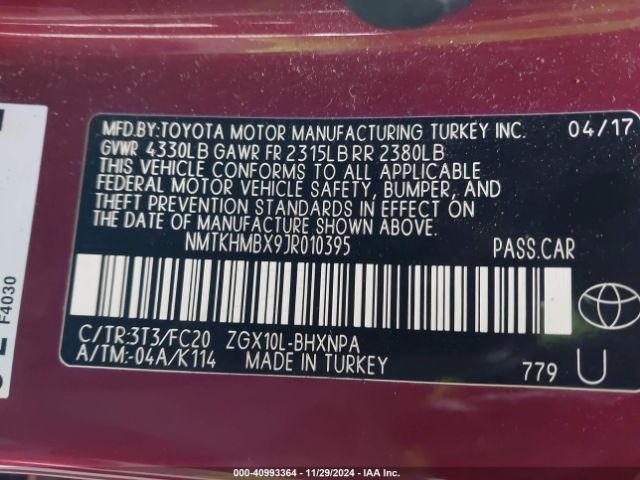 MFD.BY:TOYOTA MOTOR MANUFACTURING TURKEY INC. 04/17
GVWR 4330LB GAWR FR 2315LB RR 2380LB
THIS VEHICLE CONFORMS TO ALL APPLICABLE
FEDERAL MOTOR VEHICLE SAFETY, BUMPER, AND
THEFT PREVENTION STANDARDS IN EFFECT ON
THE DATE OF MANUFACTURE SHOWN ABOVE.
NMTKHMBX9JR010395 PASS.CAR
C/TR:3T3/FC20 ZGX10L-BHXNPA
A/TM:-04A/K114 MADE IN TURKEY 779 U
F4030
COPY: STOCK#: 40993364 | 11/29/2024 | IAA Inc.